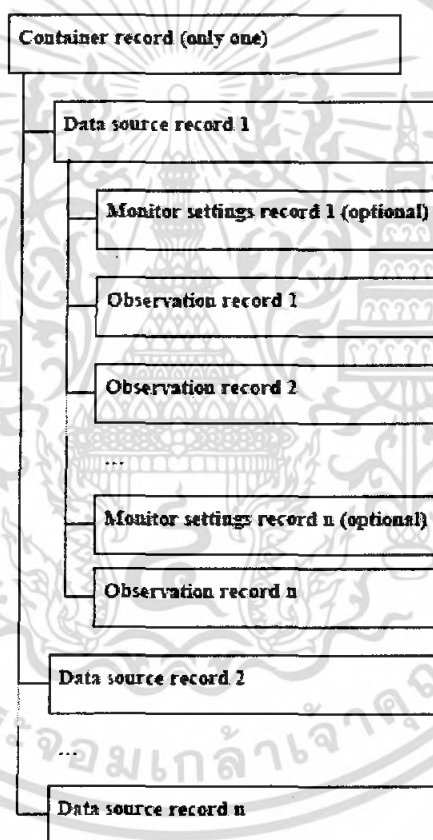 Container record (only one)
Data source record 1
Monitor settings record 1 (optional)
Observation record 1
Observation record 2
...
Monitor settings record n (optional)
Observation record n
Data source record 2
...
Data source record n